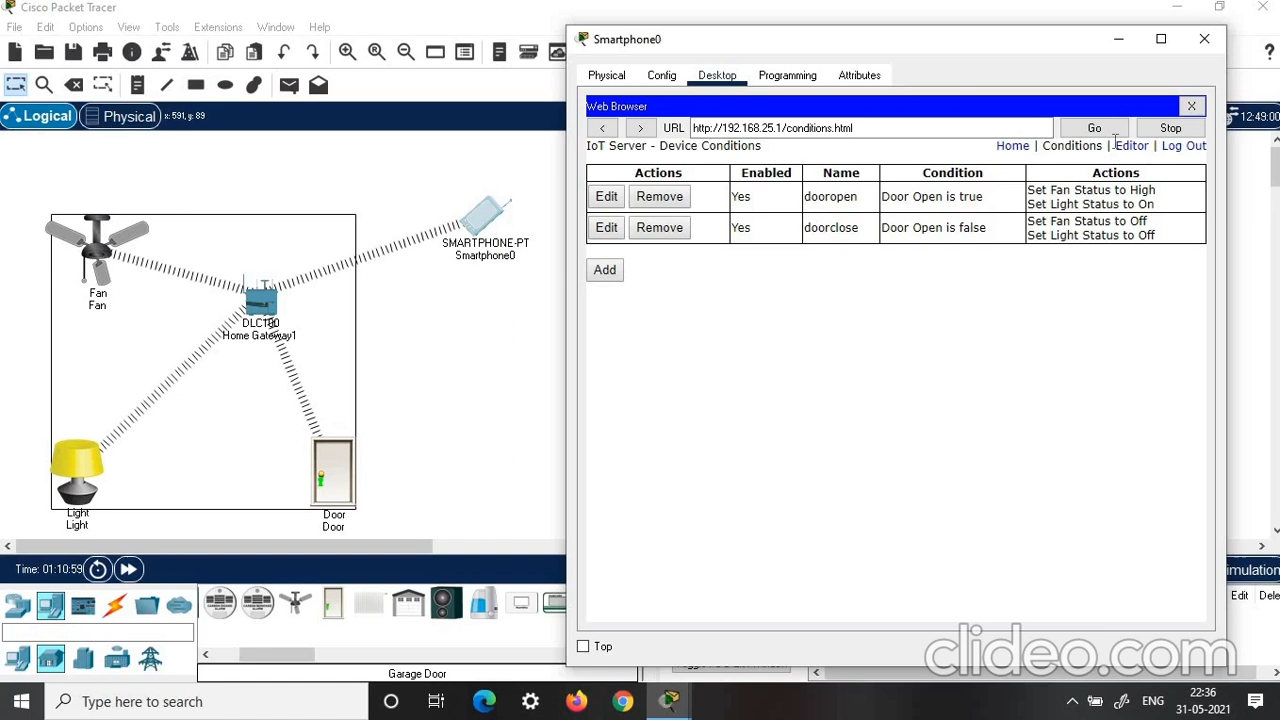 Cisco Packet Tracer
File Edit Options View Tools Extensions Window Help
Logical Physical x: 591, y: 89
12:49:00
Fan
Fan
SMARTPHONE-PT
Smartphone0
DLC100
Home Gateway1
Light
Light
Door
Door
Time: 01:10:59
Simulation
Edit Dele
Garage Door
Smartphone0
Physical Config Desktop Programming Attributes
Web Browser X
< > URL http://192.168.25.1/conditions.html Go Stop
IoT Server - Device Conditions Home | Conditions | Editor | Log Out
Actions Enabled Name Condition Actions
Edit Remove Yes dooropen Door Open is true Set Fan Status to High
Set Light Status to On
Edit Remove Yes doorclose Door Open is false Set Fan Status to Off
Set Light Status to Off
Add
Top
clideo.com
Type here to search
ENG
22:36
31-05-2021